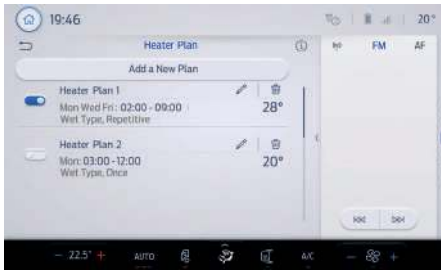 19:46
20°
Heater Plan
FM
AF
Add a New Plan
Heater Plan 1
Mon Wed Fri: 02:00 - 09:00
28°
Wet Type, Repetitive
Heater Plan 2
Mon: 03:00 -12:00
20°
Wet Type, Once
- 22.5° +
AUTO
A/C
- +